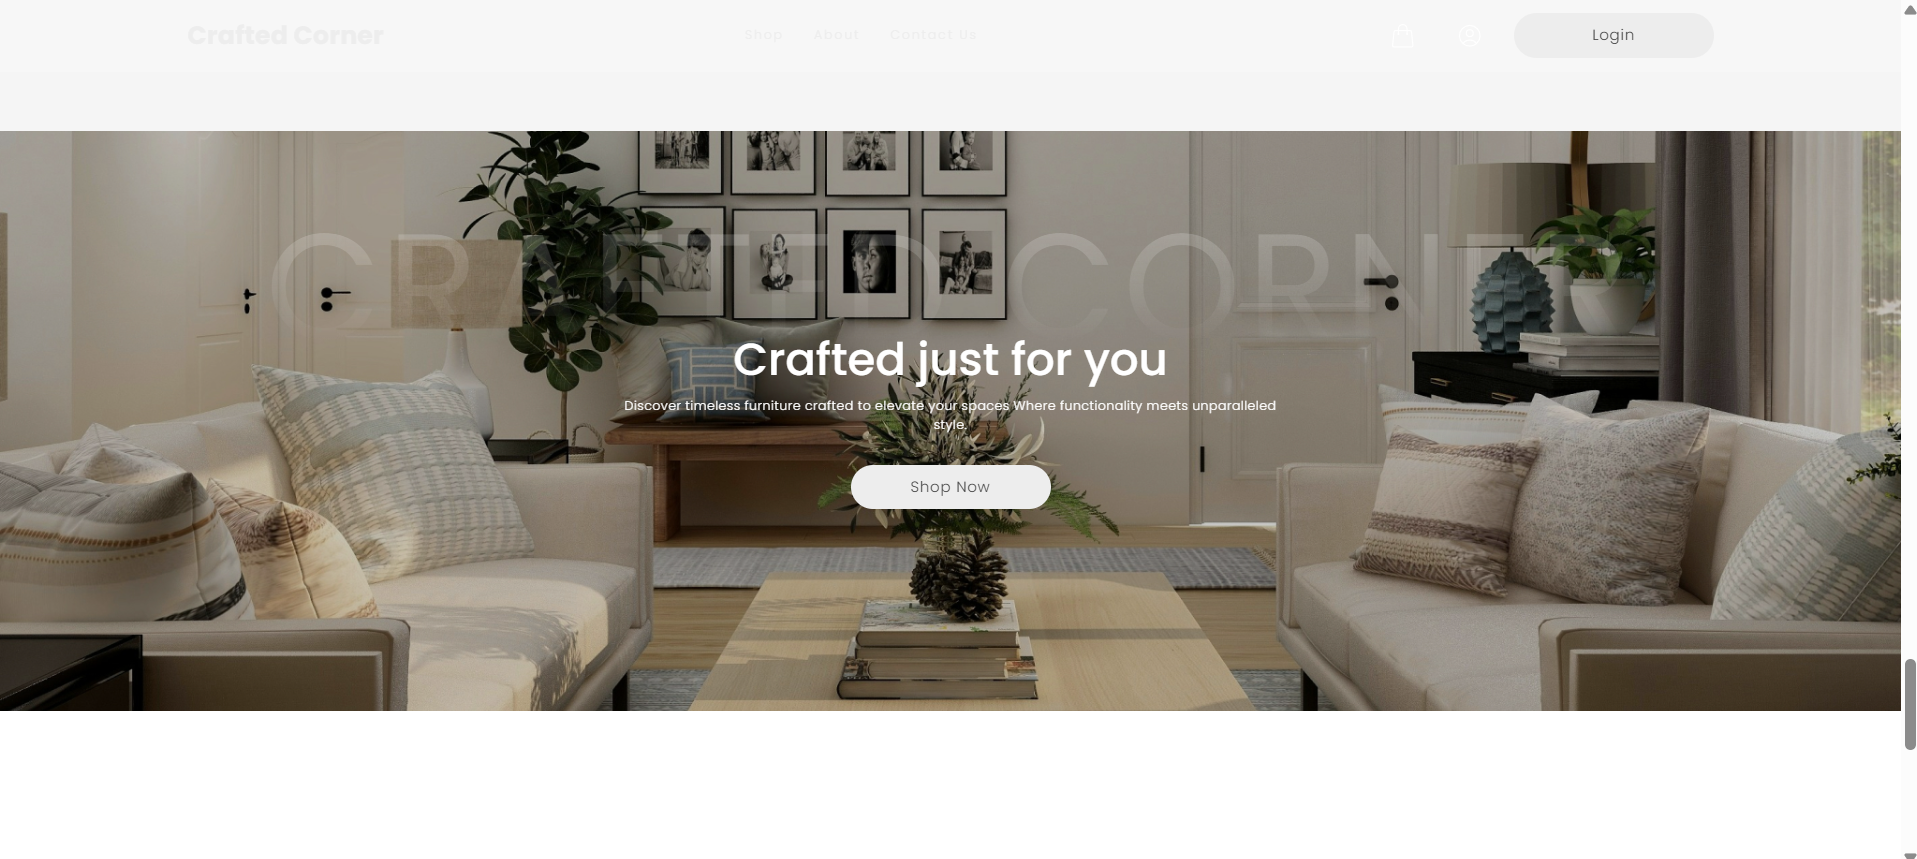 Crafted Corner
Shop About Contact Us
Login
CRAFTED CORNER
Crafted just for you
Discover timeless furniture crafted to elevate your spaces Where functionality meets unparalleled
style.
Shop Now